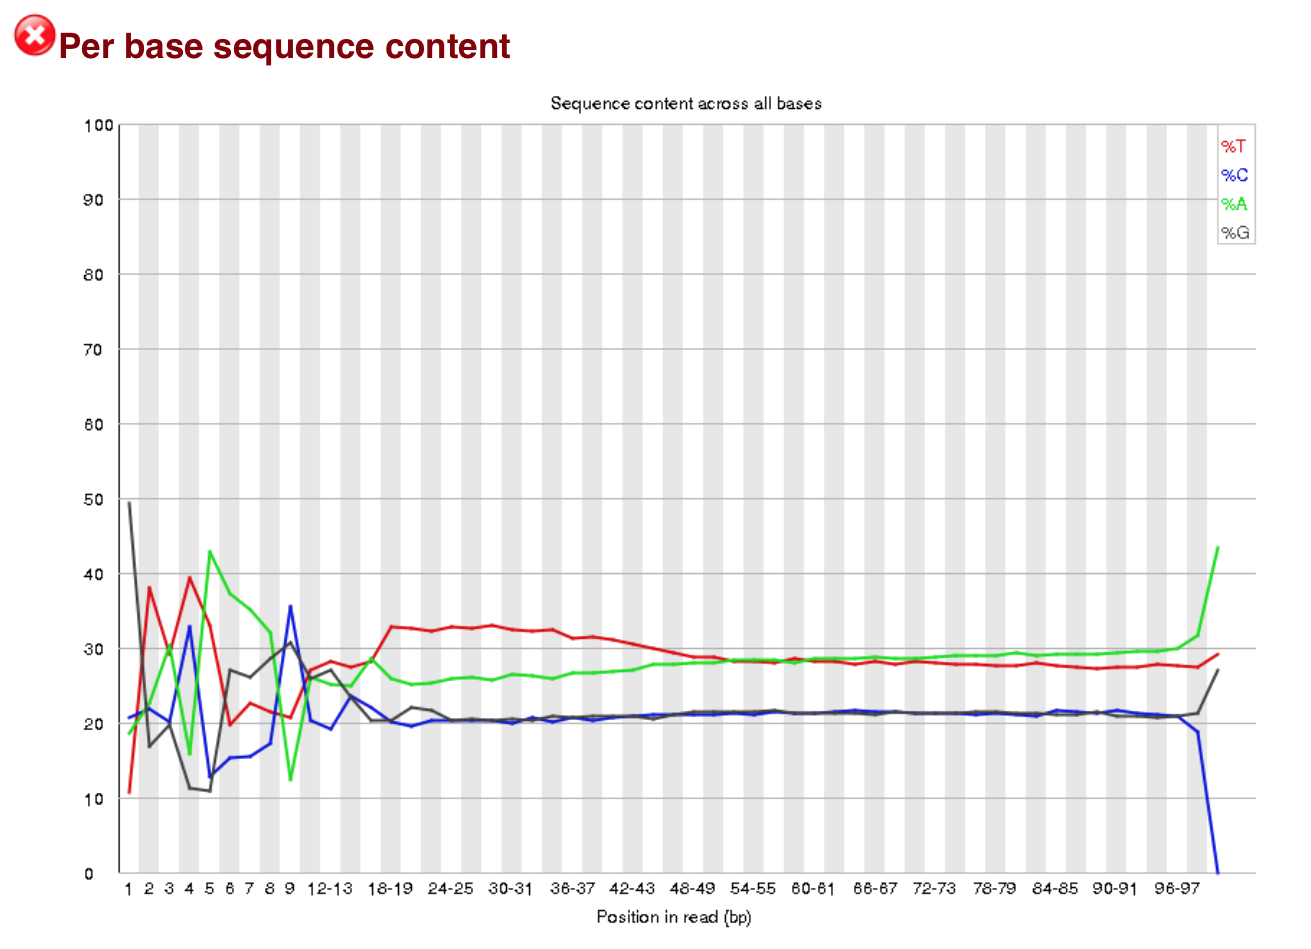 Per base sequence content
Sequence content across all bases
100
90
80
70
60
50
40
30
20
10
0
%T
%C
%A
%G
1 2 3 4 5 6 7 8 9 12-13 18-19 24-25 30-31 36-37 42-43 48-49 54-55 60-61 66-67 72-73 78-79 84-85 90-91 96-97
Position in read (bp)